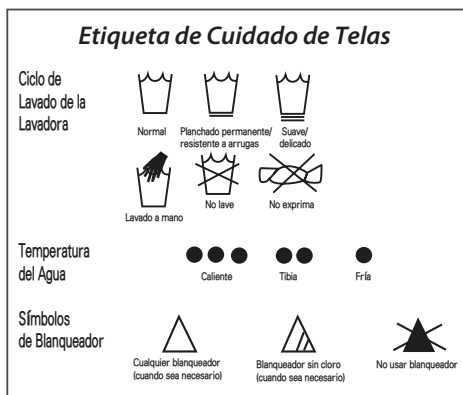 Etiqueta de Cuidado de Telas
Ciclo de
Lavado de la
Lavadora
Normal
Planchado permanente/
resistente a arrugas
Suave/
delicado
Lavado a mano
No lave
No exprima
Temperatura
del Agua
Caliente
Tibia
Fría
Símbolos
de Blanqueador
Cualquier blanqueador
(cuando sea necesario)
Blanqueador sin cloro
(cuando sea necesario)
No usar blanqueador